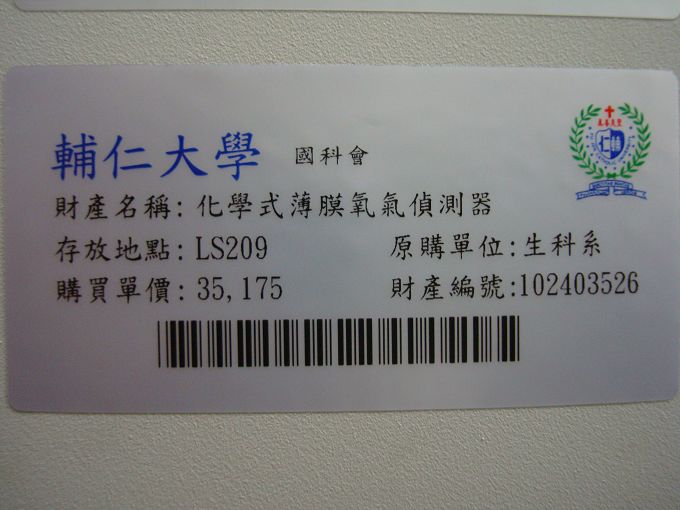 輔仁大學 國科會
財產名稱: 化學式薄膜氧氣偵測器
存放地點: LS209 原購單位: 生科系
購買單價: 35,175 財產編號:102403526